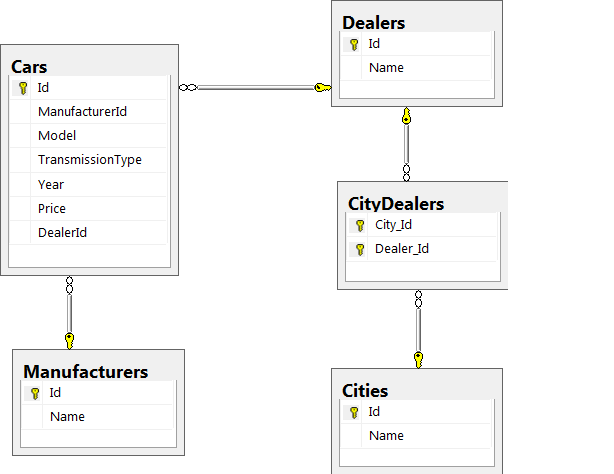 Cars
Id
ManufacturerId
Model
TransmissionType
Year
Price
DealerId
Dealers
Id
Name
CityDealers
City_Id
Dealer_Id
Manufacturers
Id
Name
Cities
Id
Name